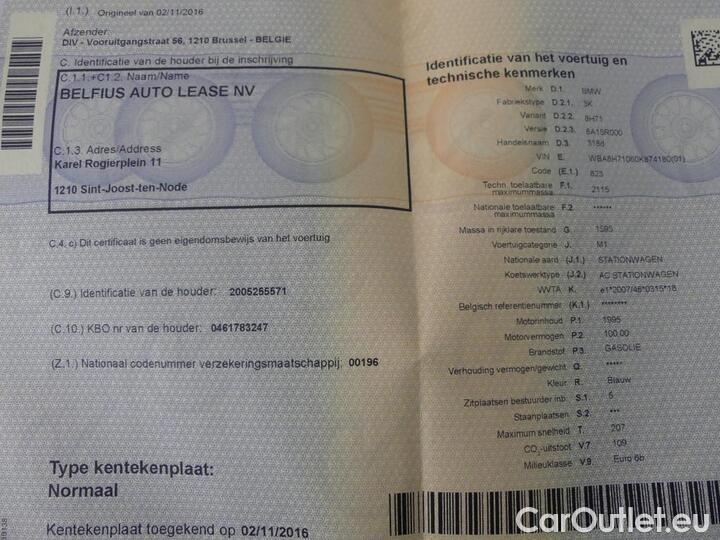 (I.1.) Origineel van 02/11/2016
Afzender:
DIV - Vooruitgangstraat 56, 1210 Brussel - BELGIE
C. Identificatie van de houder bij de inschrijving
C.1.1.+C1.2. Naam/Name
BELFIUS AUTO LEASE NV
C.1.3. Adres/Address
Karel Rogierplein 11
1210 Sint-Joost-ten-Node
C.4. c) Dit certificaat is geen eigendomsbewijs van het voertuig
(C.9.) Identificatie van de houder: 2005255571
(C.10.) KBO nr van de houder: 0461783247
(Z.1.) Nationaal codenummer verzekeringsmaatschappij: 00196
Type kentekenplaat:
Normaal
Kentekenplaat toegekend op 02/11/2016
Identificatie van het voertuig en
technische kenmerken
Merk D.1. BMW
Fabriekstype D.2.1. 3K
Variant D.2.2. 8H71
Versie D.2.3. 6A15R000
Handelsnaam D.3. 318d
VIN E. WBA8H71060K874180(01)
Code (E.1.) 823
Techn. toelaatbare F.1. 2115
maximummassa
Nationale toelaatbare F.2. ******
maximummassa
Massa in rijklare toestand G. 1595
Voertuigcategorie J. M1
Nationale aard (J.1.) STATIONWAGEN
Koetswerktype (J.2.) AC STATIONWAGEN
WVTA K. e1*2007/46*0315*18
Belgisch referentienummer (K.1.) ********
Motorinhoud P.1. 1995
Motorvermogen P.2. 100.00
Brandstof P.3. GASOLIE
Verhouding vermogen/gewicht Q. *****
Kleur R. Blauw
Zitplaatsen bestuurder inb. S.1. 5
Staanplaatsen S.2. ***
Maximum snelheid T. 207
CO2-uitstoot V.7. 109
Milieuklasse V.9. Euro 6b
CarOutlet.eu